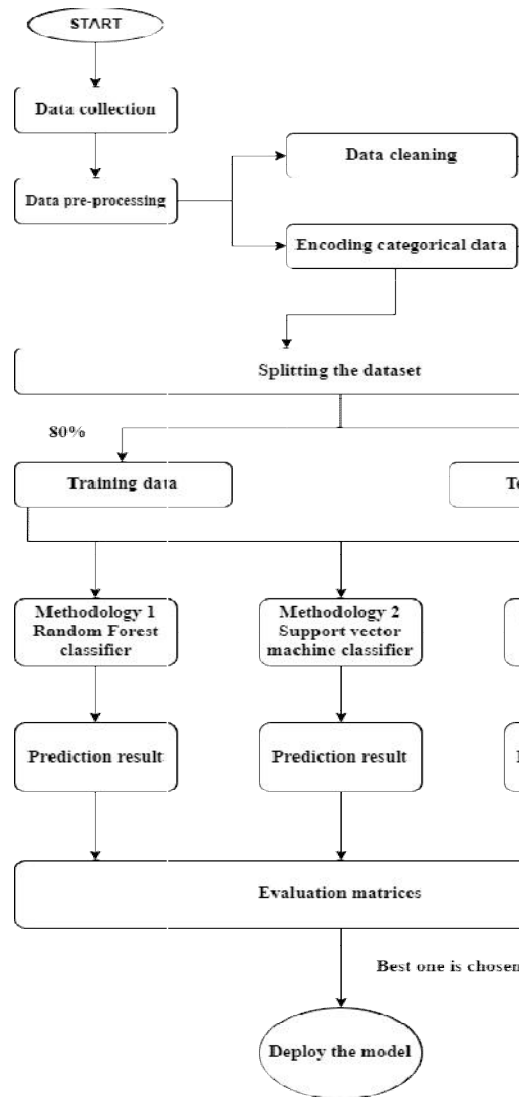 START
Data collection
Data cleaning
Data pre-processing
Encoding categorical data
Splitting the dataset
80%
Training data
Methodology 1
Random Forest
classifier
Methodology 2
Support vector
machine classifier
Prediction result
Prediction result
Evaluation matrices
Best one is chosen
Deploy the model